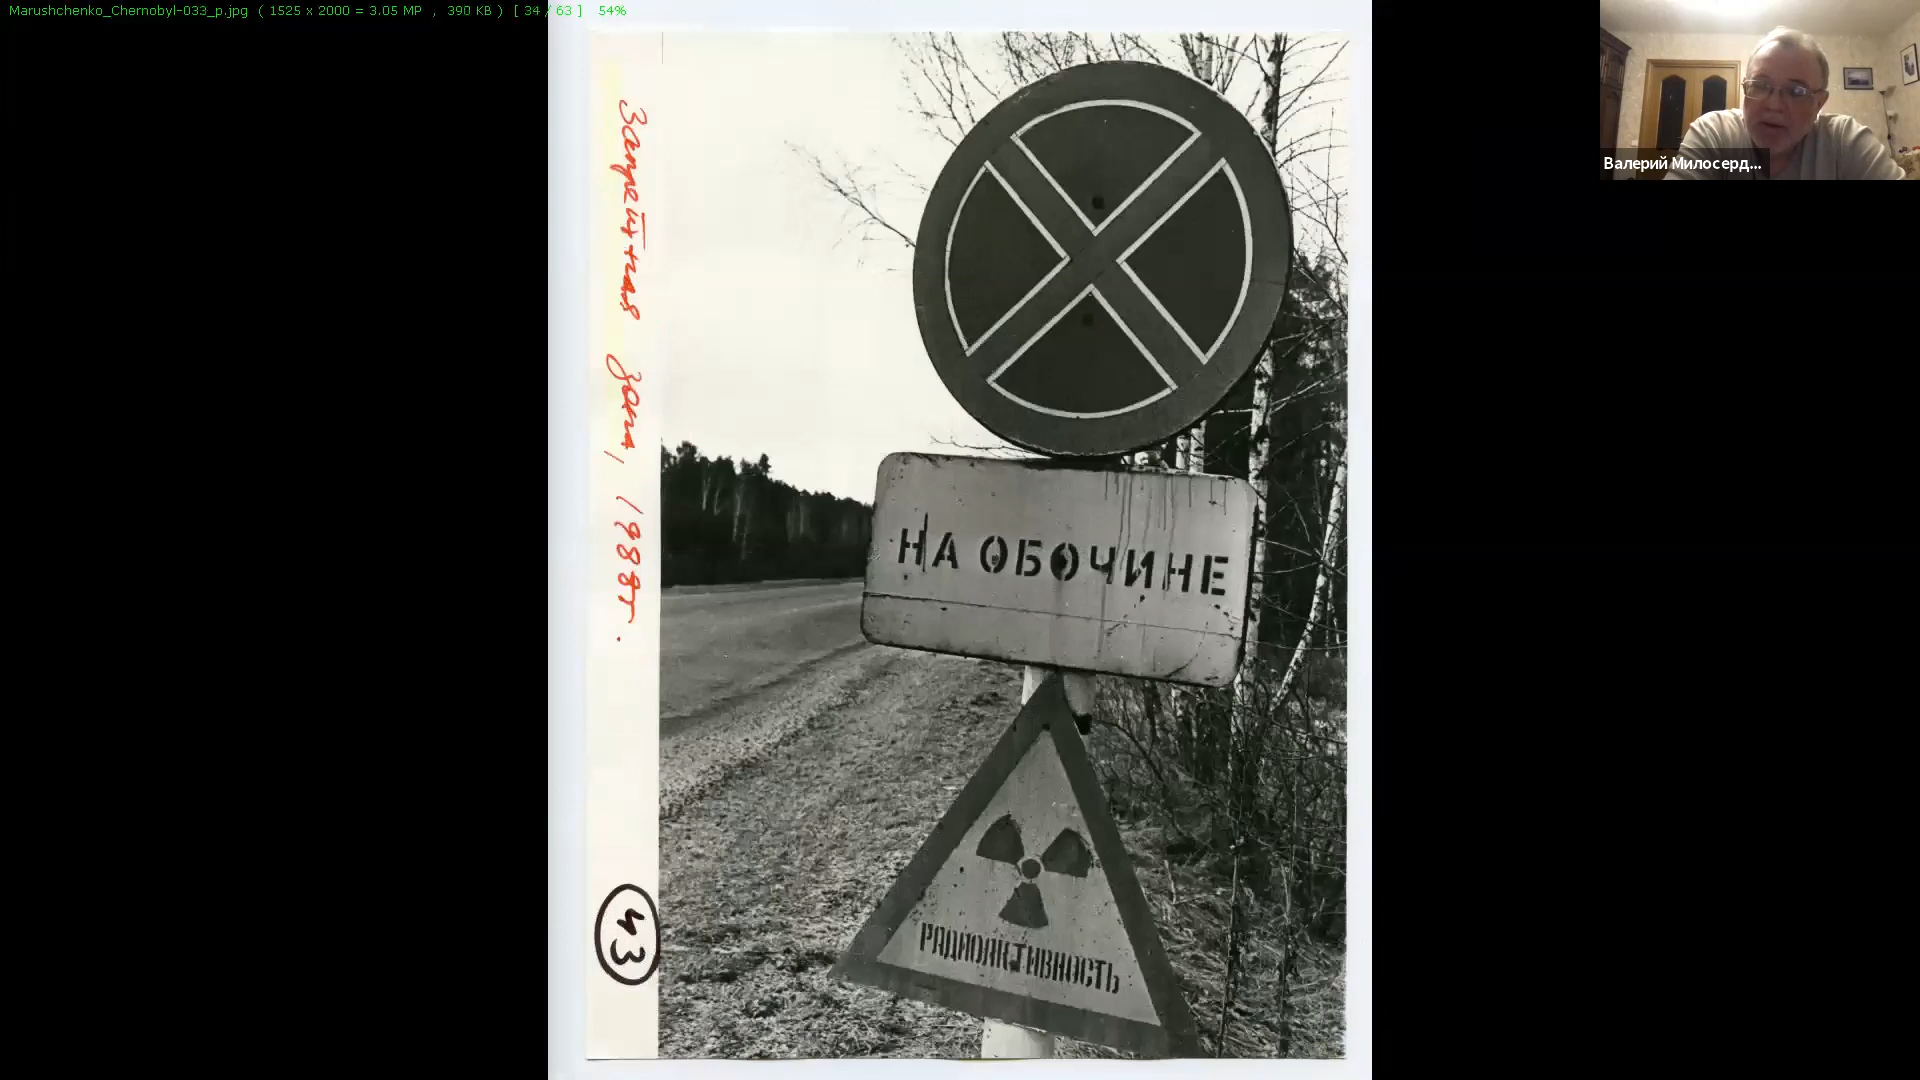 Marushchenko_Chernobyl-033_p.jpg ( 1525 x 2000 = 3.05 MP , 390 KB ) [ 34 / 63 ] 54%
Валерий Милосерд...
Запретная зона, 1988г.
НА ОБОЧИНЕ
РАДИОАКТИВНОСТЬ
43